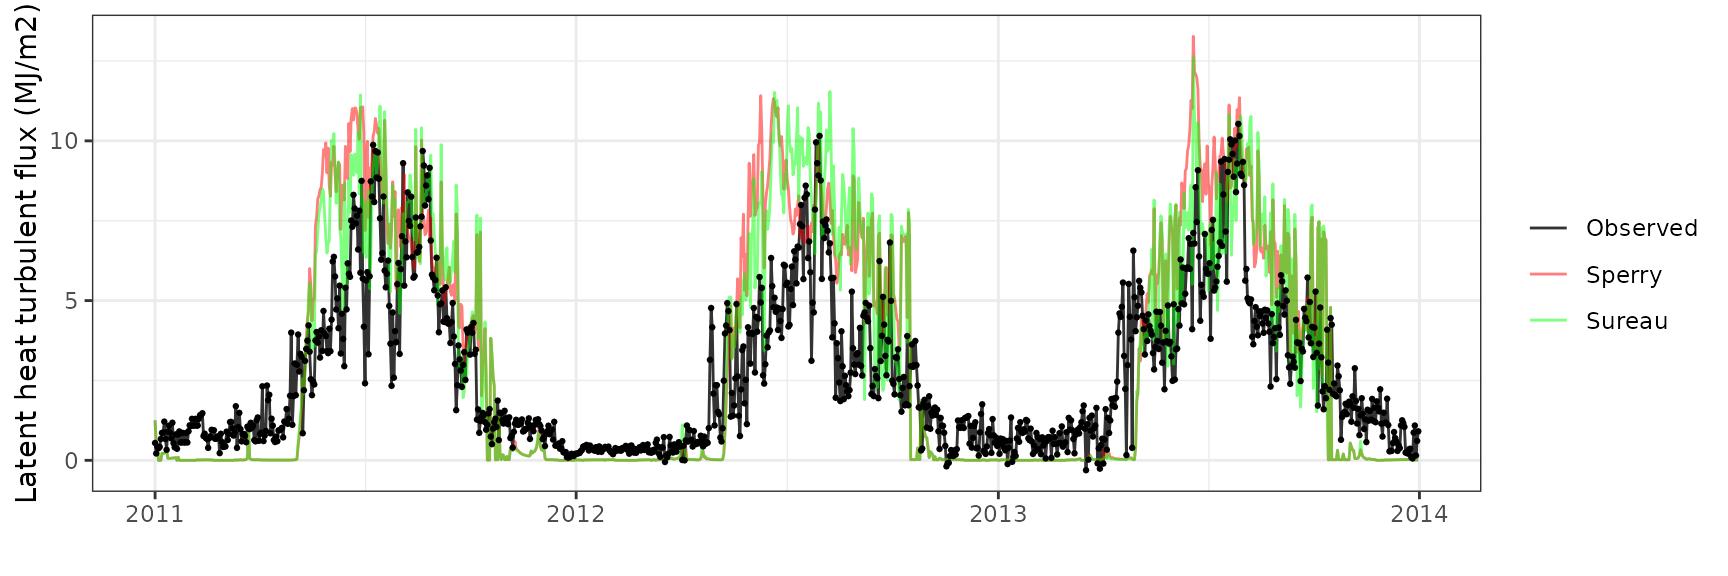 Latent heat turbulent flux (MJ/m2)
10
5
0
2011
2012
2013
2014
Observed
Sperry
Sureau